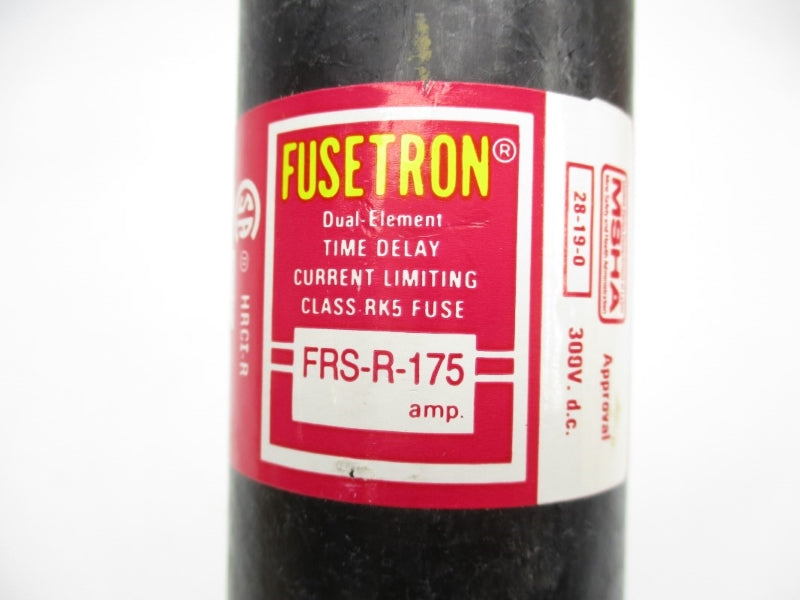 FUSETRON®
Dual-Element
TIME DELAY
CURRENT LIMITING
CLASS RK5 FUSE
FRS-R-175
amp.
® HRCI-R
MSHA
28-19-0
Approval
300V. d.c.